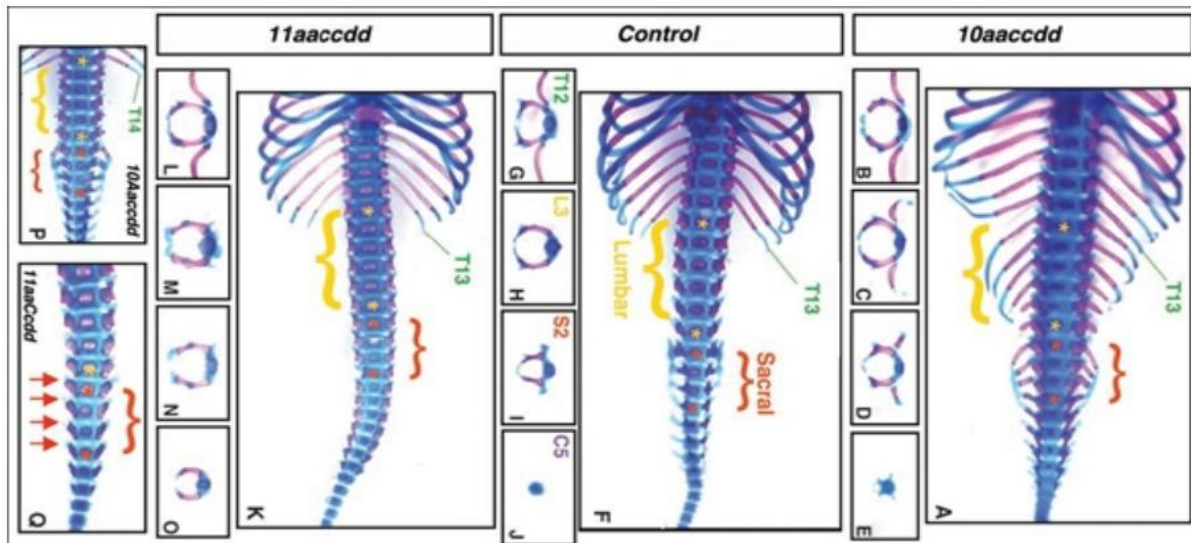 11aaccdd
Control
10aaccdd
T14
10Aaccdd
P
11aaCcdd
Q
L
M
N
O
T13
K
T12
G
L3
H
S2
I
C5
J
T13
Lumbar
Sacral
F
B
C
D
E
T13
A